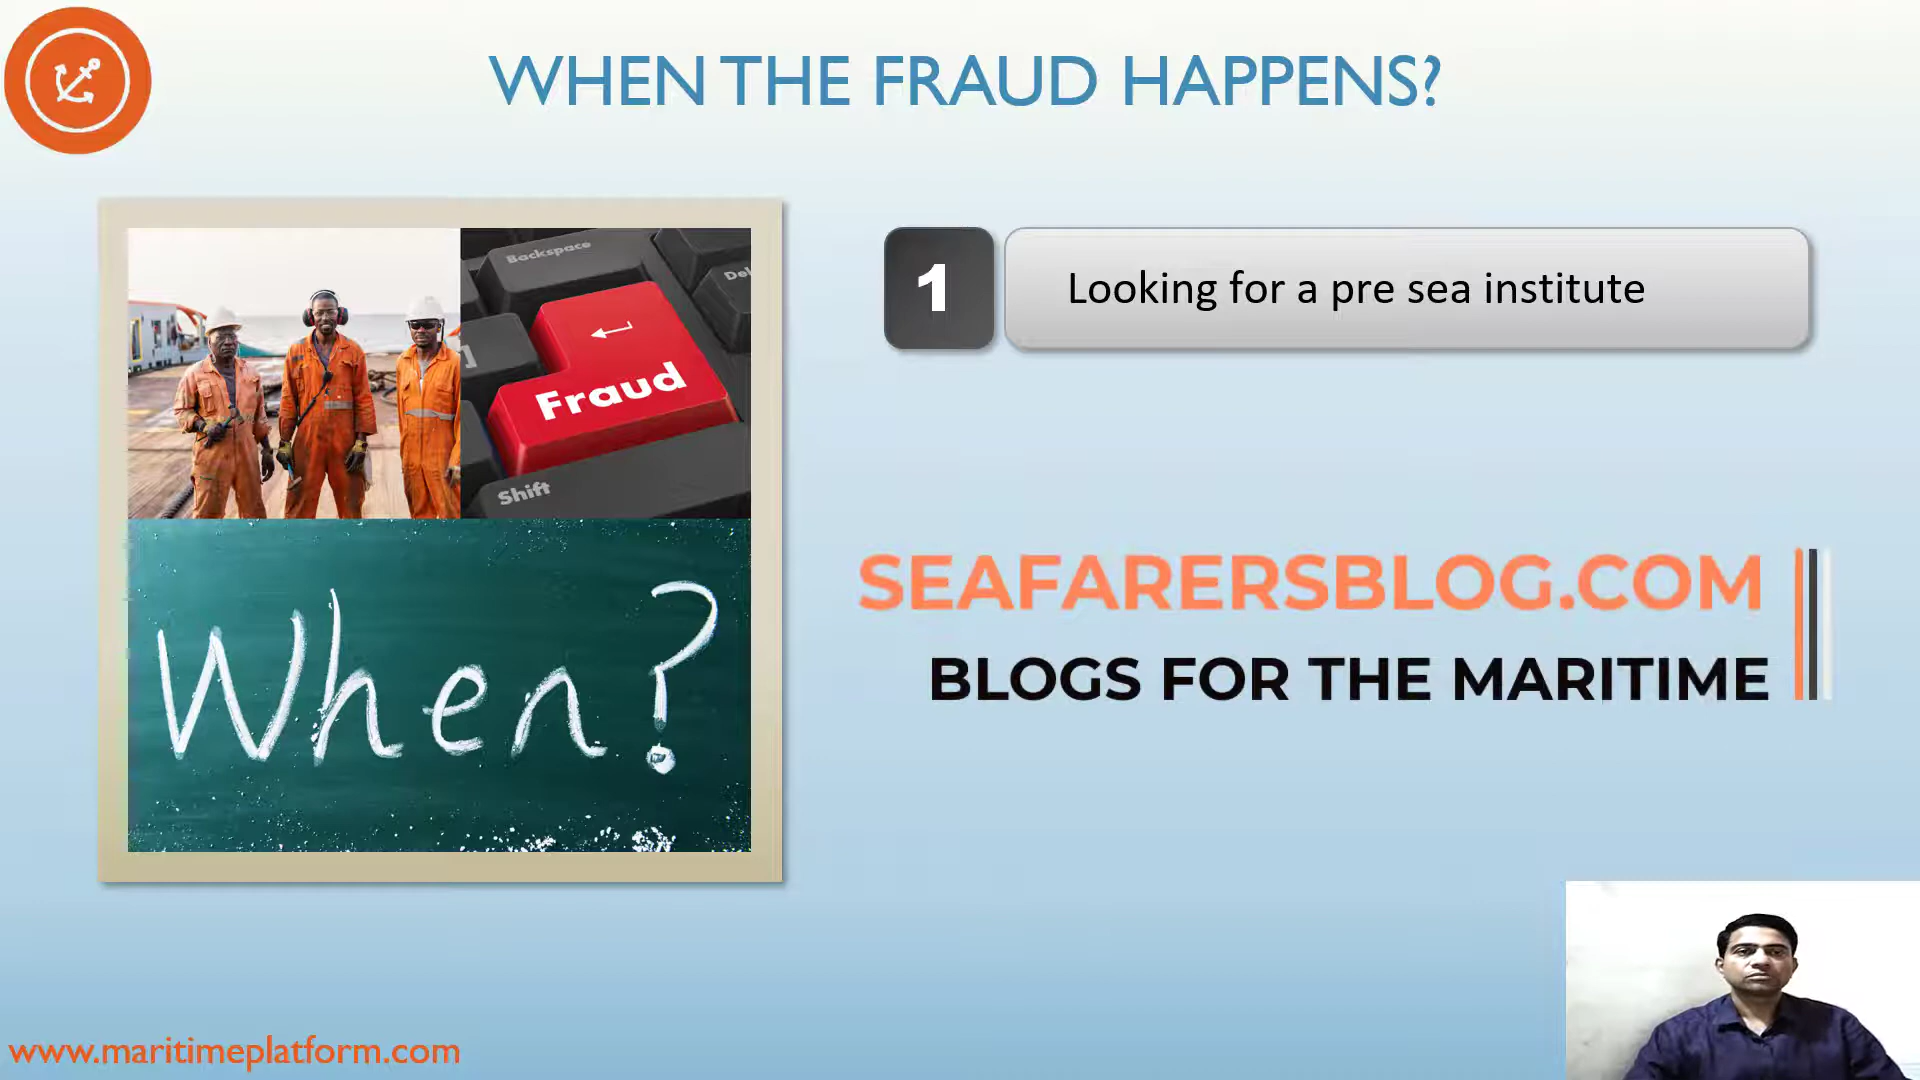 WHEN THE FRAUD HAPPENS?
Backspace
Del
]
Fraud
Shift
When?
1
Looking for a pre sea institute
SEAFARERSBLOG.COM
BLOGS FOR THE MARITIME
www.maritimeplatform.com